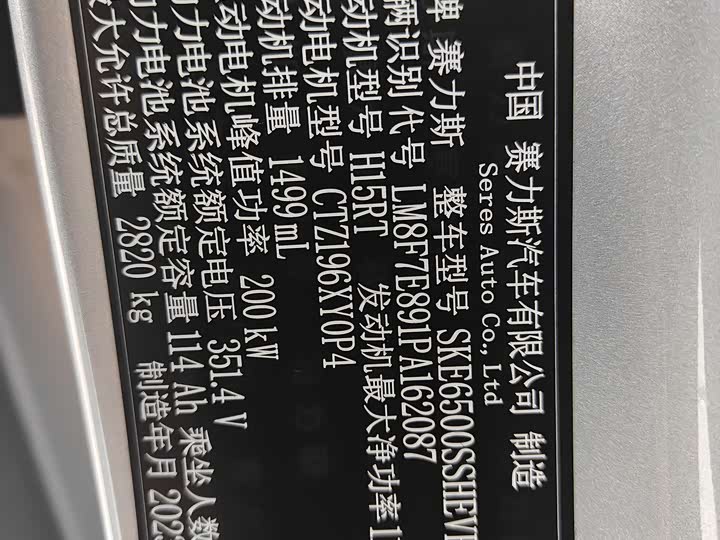 中国 赛力斯汽车有限公司 制造
Seres Auto Co., Ltd
牌 赛力斯 整车型号 SKE6500SSHEV
辆识别代号 LM8F7E891PA162087
动机型号 H15RT 发动机最大净功率 1
动电机型号 CTZ196XY0P4
动机排量 1499 mL
动电机峰值功率 200 kW
力电池系统额定电压 351.4 V
力电池系统额定容量 114 Ah 乘坐人数
最大允许总质量 2820 kg 制造年月 202